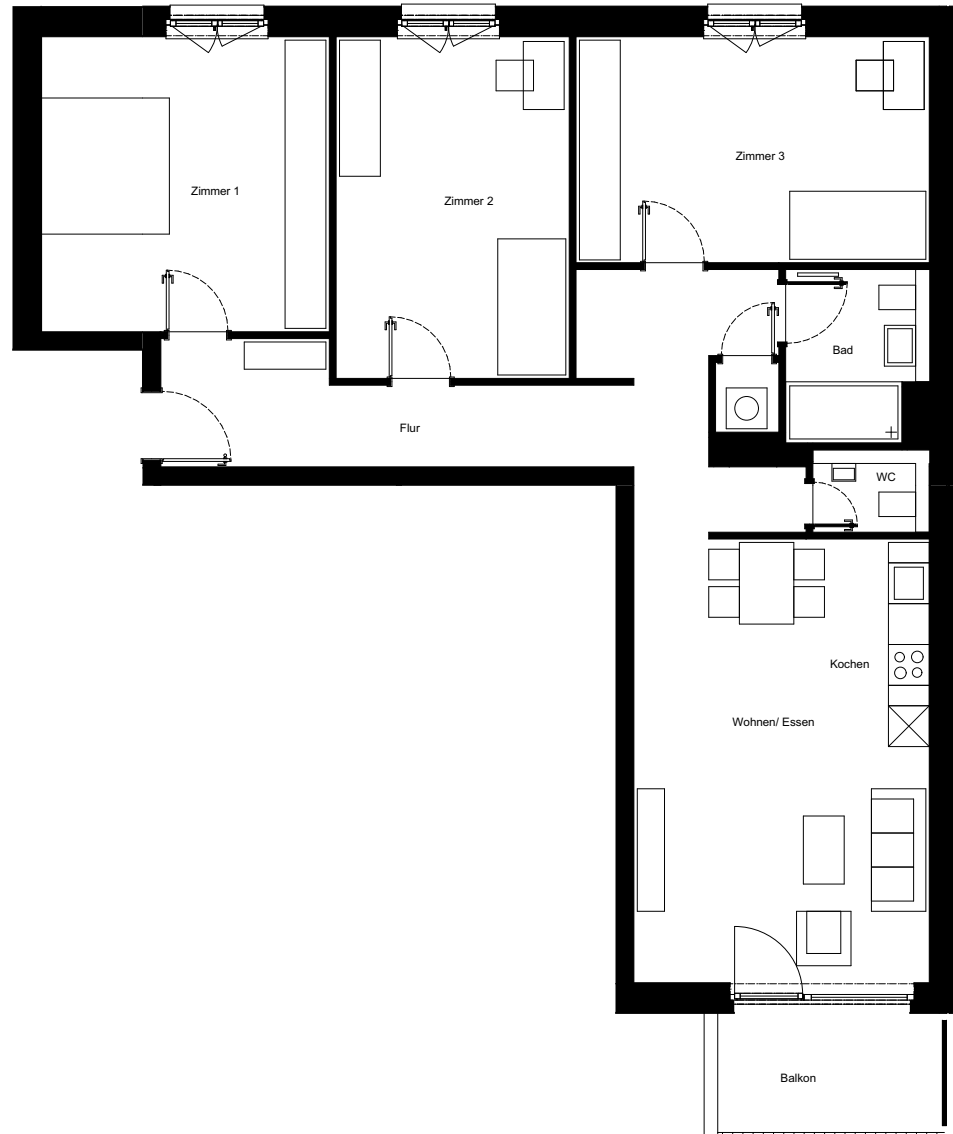 Zimmer 3
Zimmer 1
Zimmer 2
Bad
Flur
WC
Kochen
Wohnen/ Essen
Balkon